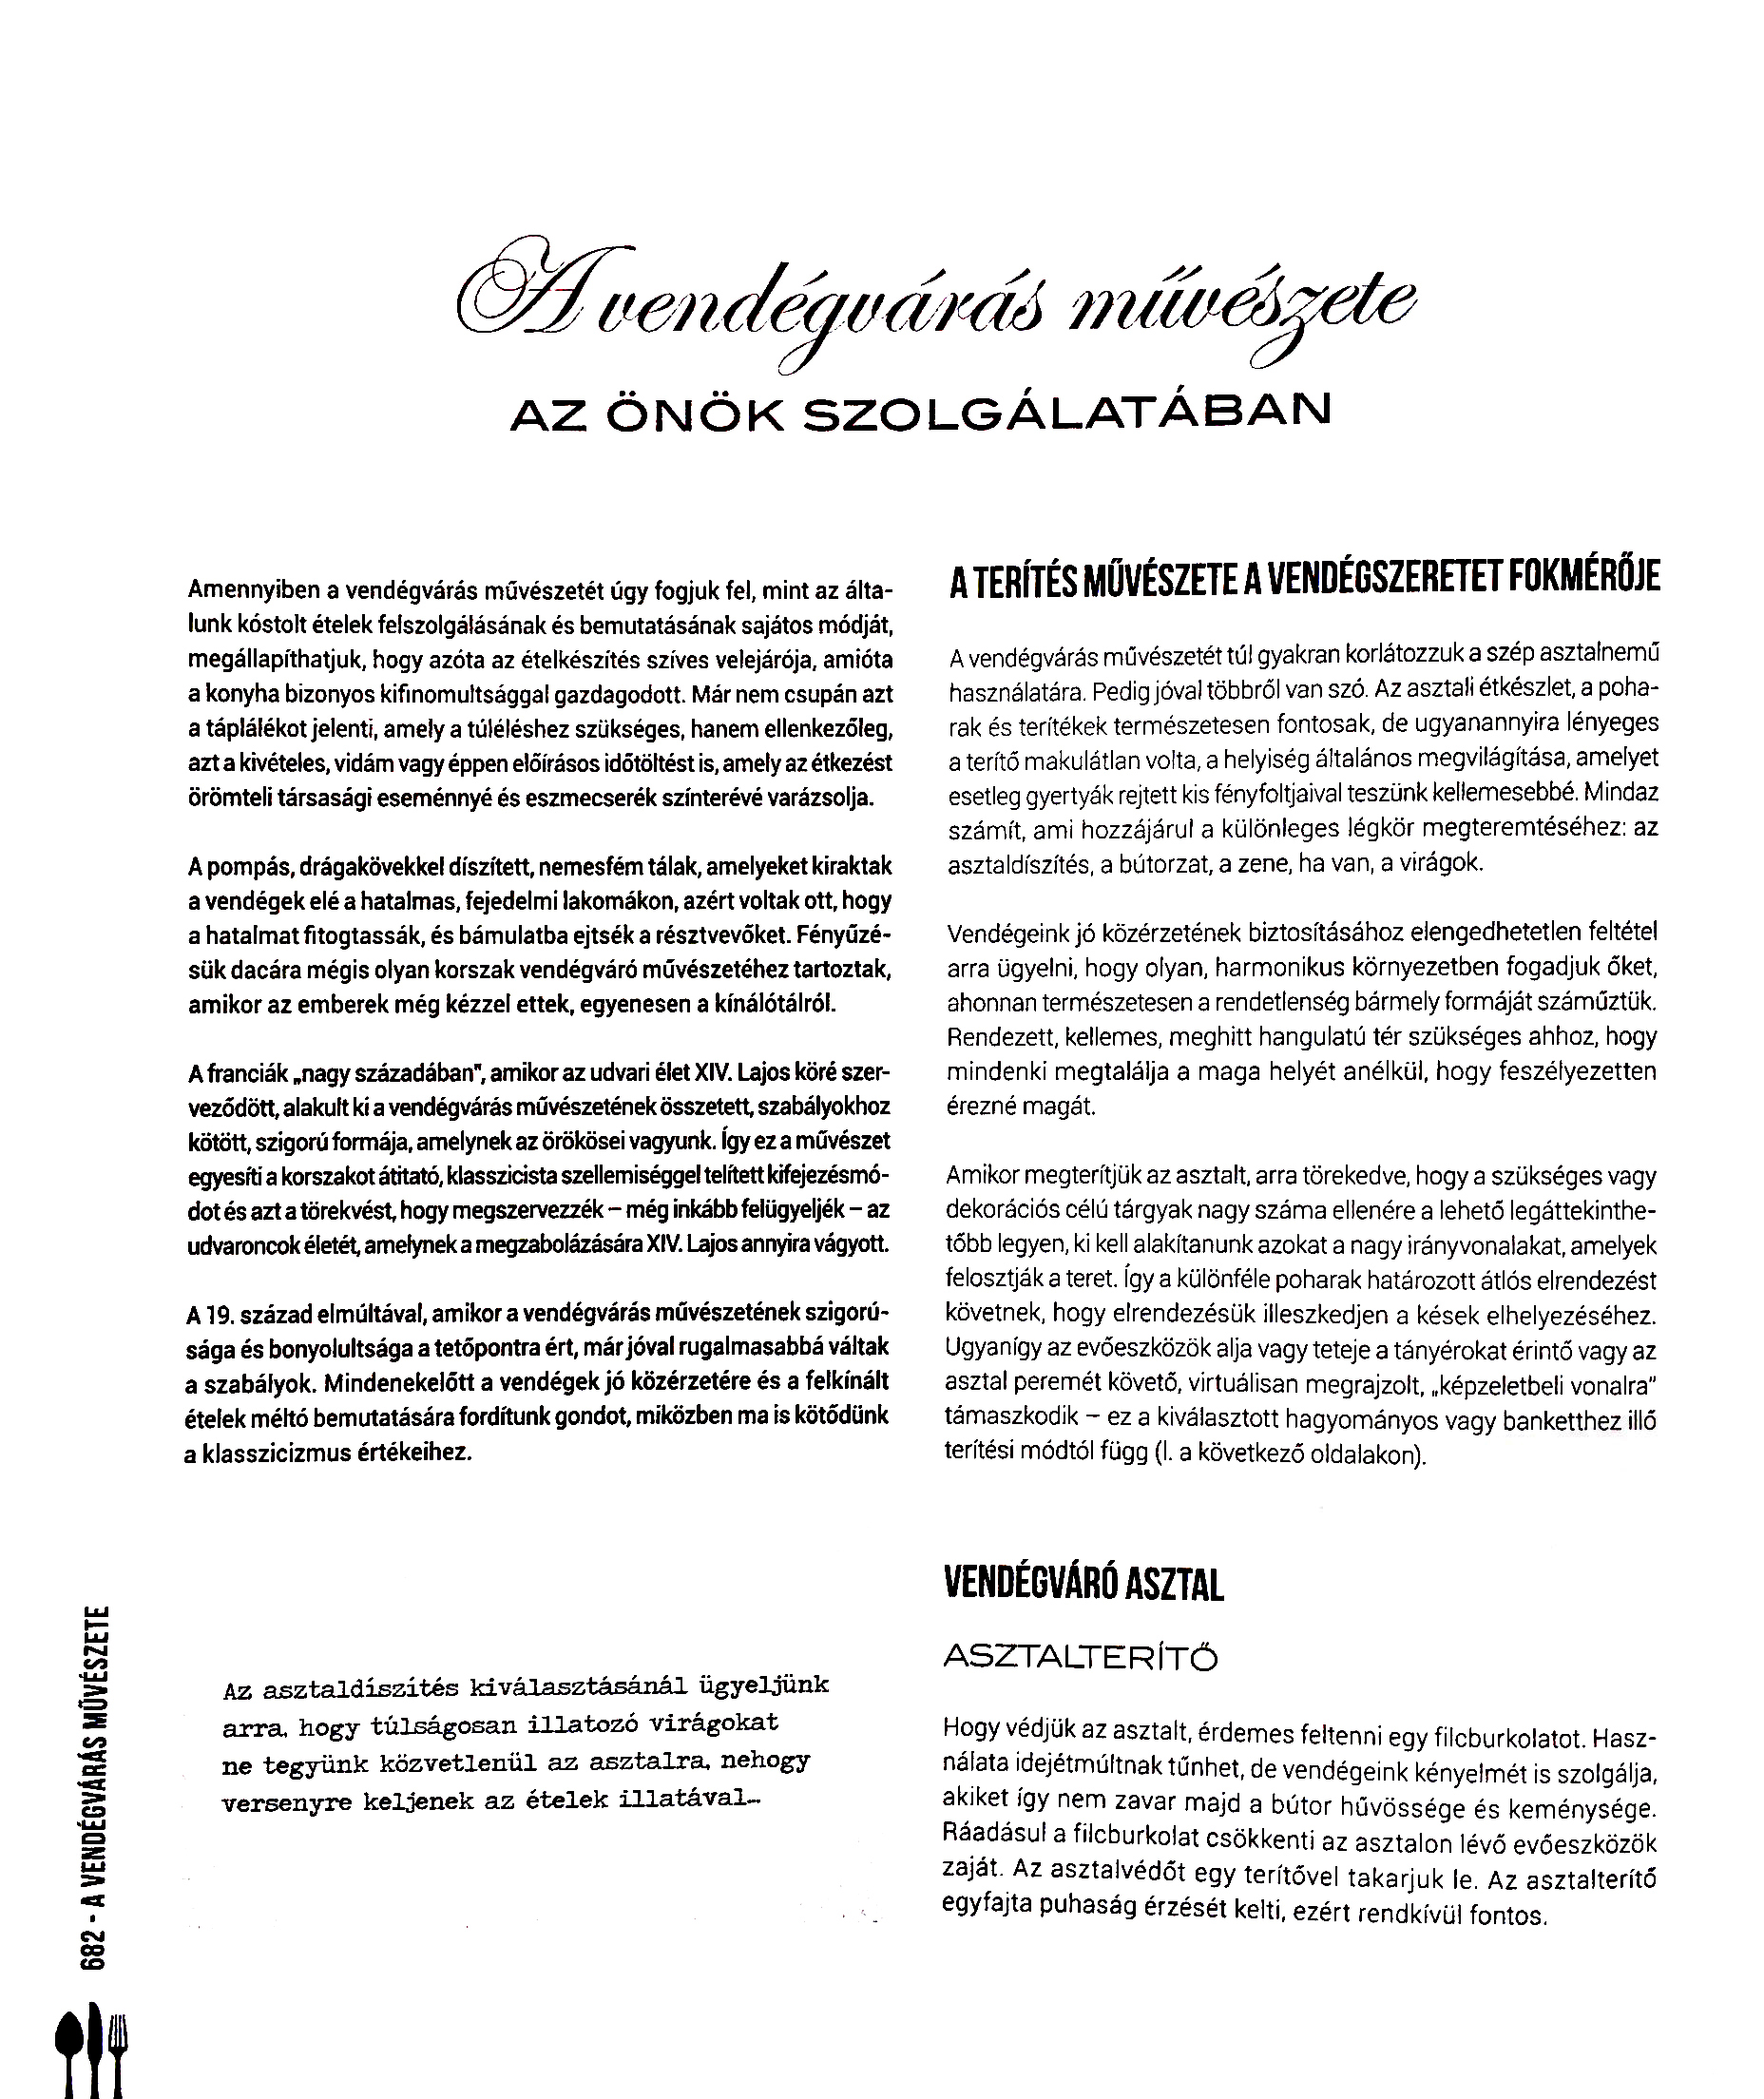 A vendégvárás művészete
AZ ÖNÖK SZOLGÁLATÁBAN
Amennyiben a vendégvárás művészetét úgy fogjuk fel, mint az álta-
lunk kóstolt ételek felszolgálásának és bemutatásának sajátos módját,
megállapíthatjuk, hogy azóta az ételkészítés szíves velejárója, amióta
a konyha bizonyos kifinomultsággal gazdagodott. Már nem csupán azt
a táplálékot jelenti, amely a túléléshez szükséges, hanem ellenkezőleg,
azt a kivételes, vidám vagy éppen előírásos időtöltést is, amely az étkezést
örömteli társasági eseménnyé és eszmecserék színterévé varázsolja.
A pompás, drágakövekkel díszített, nemesfém tálak, amelyeket kiraktak
a vendégek elé a hatalmas, fejedelmi lakomákon, azért voltak ott, hogy
a hatalmat fitogtassák, és bámulatba ejtsék a résztvevőket. Fényűzé-
sük dacára mégis olyan korszak vendégváró művészetéhez tartoztak,
amikor az emberek még kézzel ettek, egyenesen a kínálótálról.
A franciák „nagy században", amikor az udvari élet XIV. Lajos köré szer-
veződött, alakult ki a vendégvárás művészetének összetett, szabályokhoz
kötött, szigorú formája, amelynek az örökösei vagyunk. Így ez a művészet
egyesíti a korszakot átitató, klasszicista szellemiséggel telített kifejezésmó-
dot és azt a törekvést, hogy megszervezzék – még inkább felügyeljék – az
udvaroncok életét, amelynek a megzabolázására XIV. Lajos annyira vágyott.
A 19. század elmúltával, amikor a vendégvárás művészetének szigorú-
sága és bonyolultsága a tetőpontra ért, már jóval rugalmasabbá váltak
a szabályok. Mindenekelőtt a vendégek jó közérzetére és a felkínált
ételek méltó bemutatására fordítunk gondot, miközben ma is kötődünk
a klasszicizmus értékeihez.
Az asztaldíszítés kiválasztásánál ügyeljünk
arra, hogy túlságosan illatozó virágokat
ne tegyünk közvetlenül az asztalra, nehogy
versenyre keljenek az ételek illatával…
A TERÍTÉS MŰVÉSZETE A VENDÉGSZERETET FOKMÉRŐJE
A vendégvárás művészetét túl gyakran korlátozzuk a szép asztalnemű
használatára. Pedig jóval többről van szó. Az asztali étkészlet, a poha-
rak és terítékek természetesen fontosak, de ugyanannyira lényeges
a terítő makulátlan volta, a helyiség általános megvilágítása, amelyet
esetleg gyertyák rejtett kis fényfoltjaival teszünk kellemesebbé. Mindaz
számít, ami hozzájárul a különleges légkör megteremtéséhez: az
asztaldíszítés, a bútorzat, a zene, ha van, a virágok.
Vendégeink jó közérzetének biztosításához elengedhetetlen feltétel
arra ügyelni, hogy olyan, harmonikus környezetben fogadjuk őket,
ahonnan természetesen a rendetlenség bármely formáját száműztük.
Rendezett, kellemes, meghitt hangulatú tér szükséges ahhoz, hogy
mindenki megtalálja a maga helyét anélkül, hogy feszélyezetten
érezné magát.
Amikor megterítjük az asztalt, arra törekedve, hogy a szükséges vagy
dekorációs célú tárgyak nagy száma ellenére a lehető legáttekinthe-
tőbb legyen, ki kell alakítanunk azokat a nagy irányvonalakat, amelyek
felosztják a teret. Így a különféle poharak határozott átlós elrendezést
követnek, hogy elrendezésük illeszkedjen a kések elhelyezéséhez.
Ugyanígy az evőeszközök alja vagy teteje a tányérokat érintő vagy az
asztal peremét követő, virtuálisan megrajzolt, „képzeletbeli vonalra"
támaszkodik – ez a kiválasztott hagyományos vagy banketthez illő
terítési módtól függ (l. a következő oldalakon).
VENDÉGVÁRÓ ASZTAL
ASZTALTERÍTŐ
Hogy védjük az asztalt, érdemes feltenni egy filcburkolatot. Hasz-
nálata idejétmúltnak tűnhet, de vendégeink kényelmét is szolgálja,
akiket így nem zavar majd a bútor hűvössége és keménysége.
Ráadásul a filcburkolat csökkenti az asztalon lévő evőeszközök
zaját. Az asztalvédőt egy terítővel takarjuk le. Az asztalterítő
egyfajta puhaság érzését kelti, ezért rendkívül fontos.
682 - A VENDÉGVÁRÁS MŰVÉSZETE